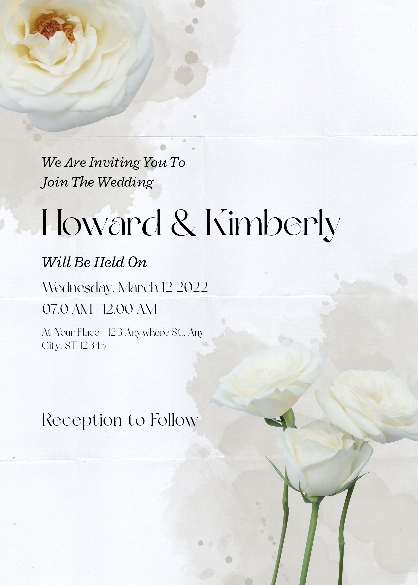 We Are Inviting You To
Join The Wedding
Howard & Kimberly
Will Be Held On
Wednesday, March 12 2022
07.0 AM - 12.00 AM
At Your Place - 123 Anywhere St., Any
City, ST 12345
Reception to Follow